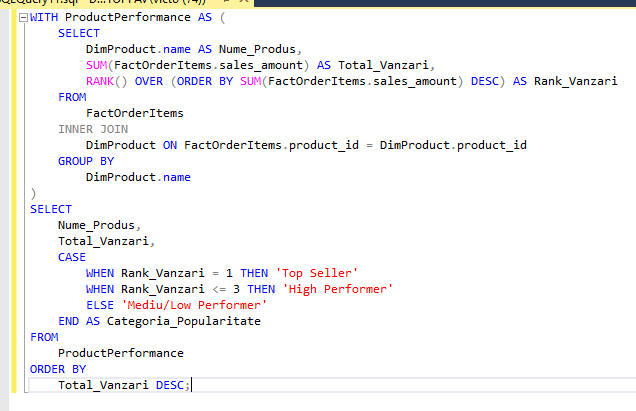 WITH ProductPerformance AS (
SELECT
DimProduct.name AS Nume_Produs,
SUM(FactOrderItems.sales_amount) AS Total_Vanzari,
RANK() OVER (ORDER BY SUM(FactOrderItems.sales_amount) DESC) AS Rank_Vanzari
FROM
FactOrderItems
INNER JOIN
DimProduct ON FactOrderItems.product_id = DimProduct.product_id
GROUP BY
DimProduct.name
)
SELECT
Nume_Produs,
Total_Vanzari,
CASE
WHEN Rank_Vanzari = 1 THEN 'Top Seller'
WHEN Rank_Vanzari <= 3 THEN 'High Performer'
ELSE 'Mediu/Low Performer'
END AS Categoria_Popularitate
FROM
ProductPerformance
ORDER BY
Total_Vanzari DESC;